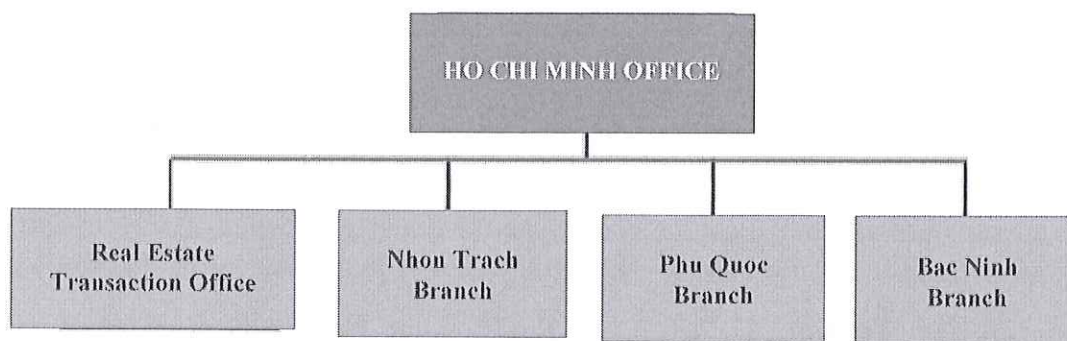 HO CHI MINH OFFICE
Real Estate
Transaction Office
Nhon Trach
Branch
Phu Quoc
Branch
Bac Ninh
Branch